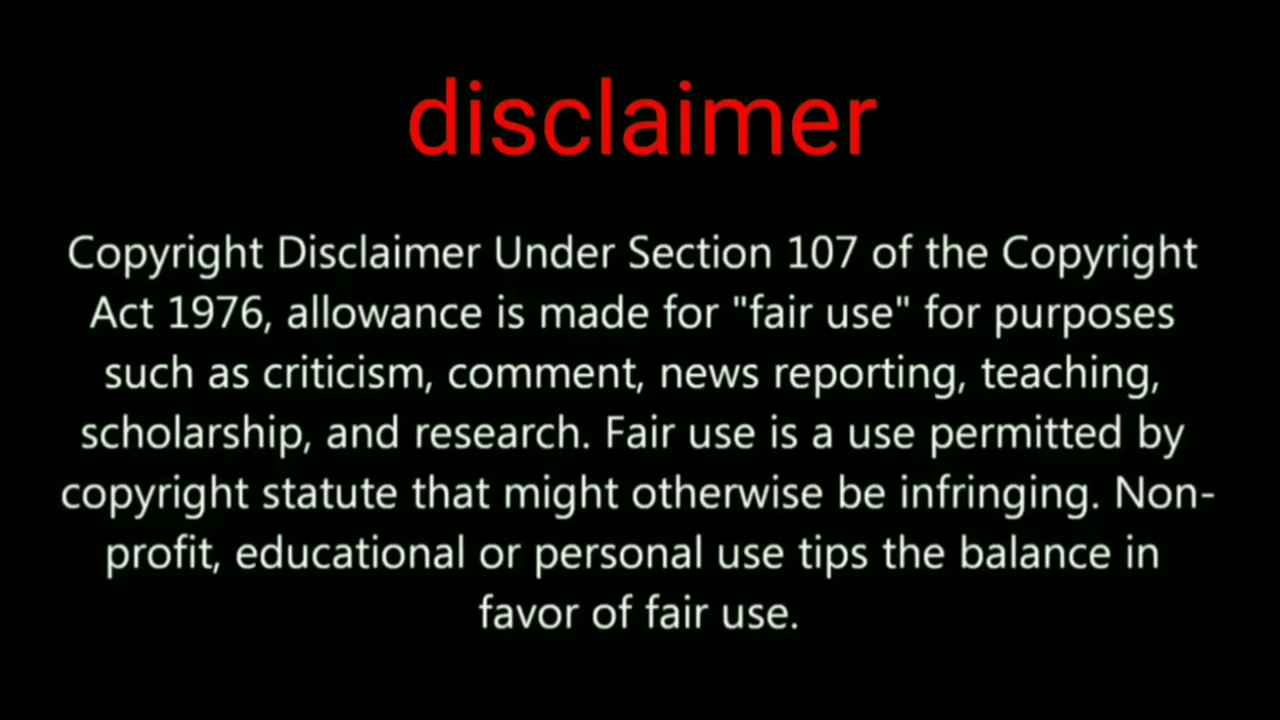 disclaimer
Copyright Disclaimer Under Section 107 of the Copyright
Act 1976, allowance is made for "fair use" for purposes
such as criticism, comment, news reporting, teaching,
scholarship, and research. Fair use is a use permitted by
copyright statute that might otherwise be infringing. Non-
profit, educational or personal use tips the balance in
favor of fair use.